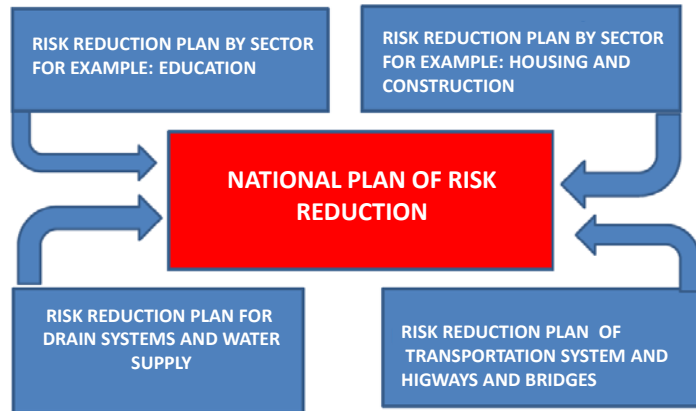 RISK REDUCTION PLAN BY SECTOR
FOR EXAMPLE: EDUCATION
RISK REDUCTION PLAN BY SECTOR
FOR EXAMPLE: HOUSING AND
CONSTRUCTION
NATIONAL PLAN OF RISK
REDUCTION
RISK REDUCTION PLAN FOR
DRAIN SYSTEMS AND WATER
SUPPLY
RISK REDUCTION PLAN OF
TRANSPORTATION SYSTEM AND
HIGWAYS AND BRIDGES